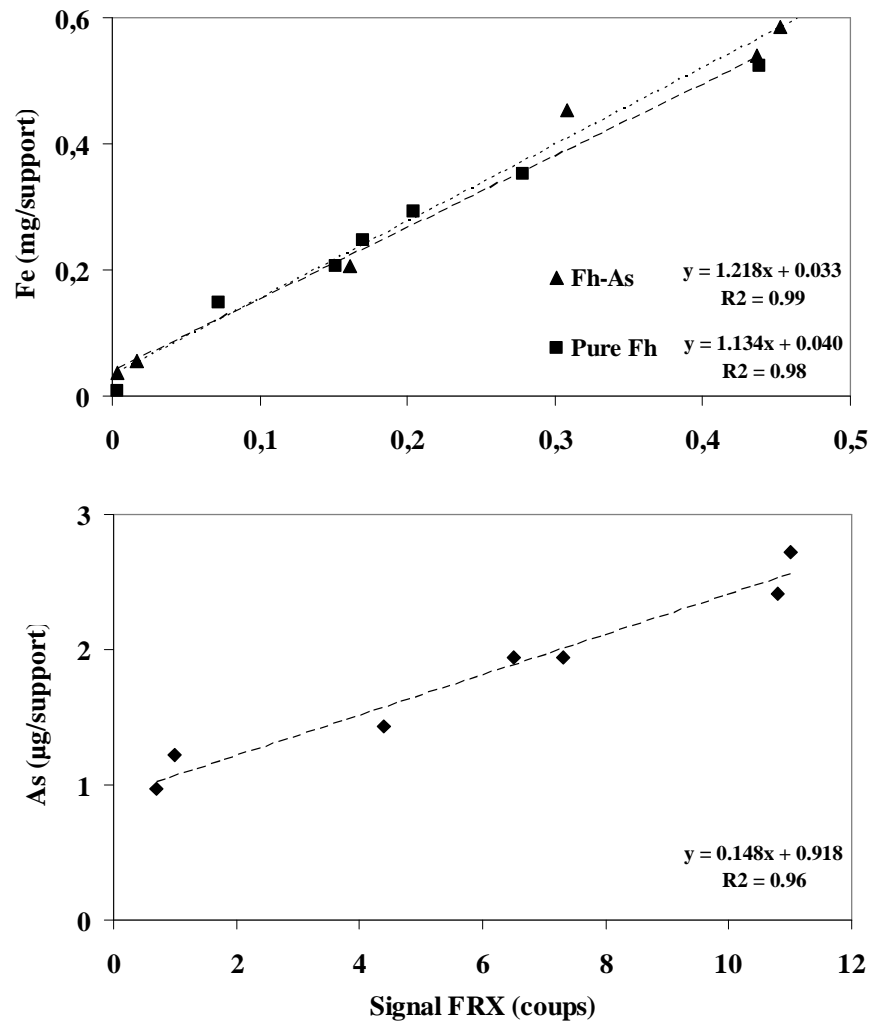 0,6
0,4
0,2
0
Fe (mg/support)
Fh-As
y = 1.218x + 0.033
R2 = 0.99
Pure Fh
y = 1.134x + 0.040
R2 = 0.98
0 0,1 0,2 0,3 0,4 0,5
3
2
1
0
As (µg/support)
y = 0.148x + 0.918
R2 = 0.96
0 2 4 6 8 10 12
Signal FRX (coups)